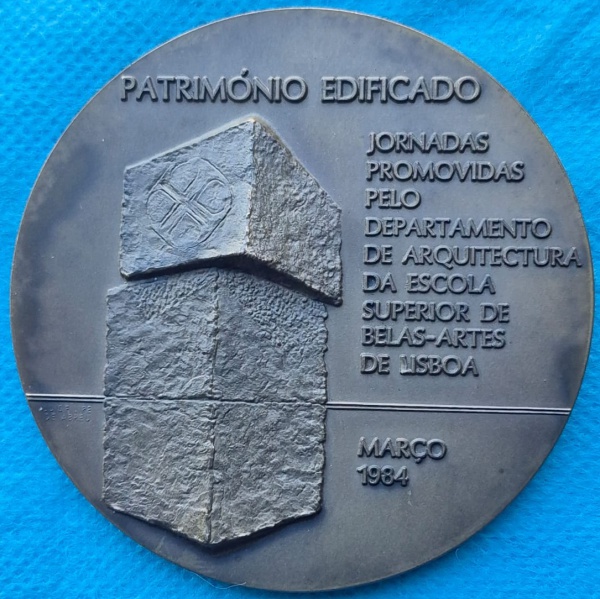 PATRIMÓNIO EDIFICADO
JORNADAS
PROMOVIDAS
PELO
DEPARTAMENTO
DE ARQUITECTURA
DA ESCOLA
SUPERIOR DE
BELAS-ARTES
DE LISBOA
MARÇO
1984